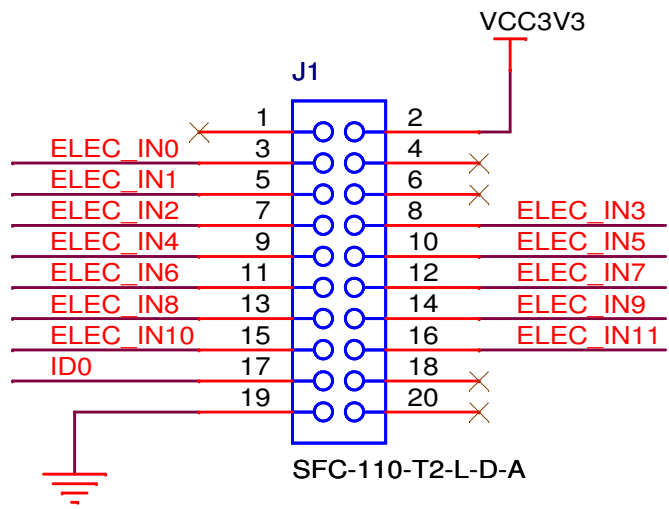 VCC3V3
J1
1 2
ELEC_IN0 3 4
ELEC_IN1 5 6
ELEC_IN2 7 8 ELEC_IN3
ELEC_IN4 9 10 ELEC_IN5
ELEC_IN6 11 12 ELEC_IN7
ELEC_IN8 13 14 ELEC_IN9
ELEC_IN10 15 16 ELEC_IN11
ID0 17 18
19 20
SFC-110-T2-L-D-A